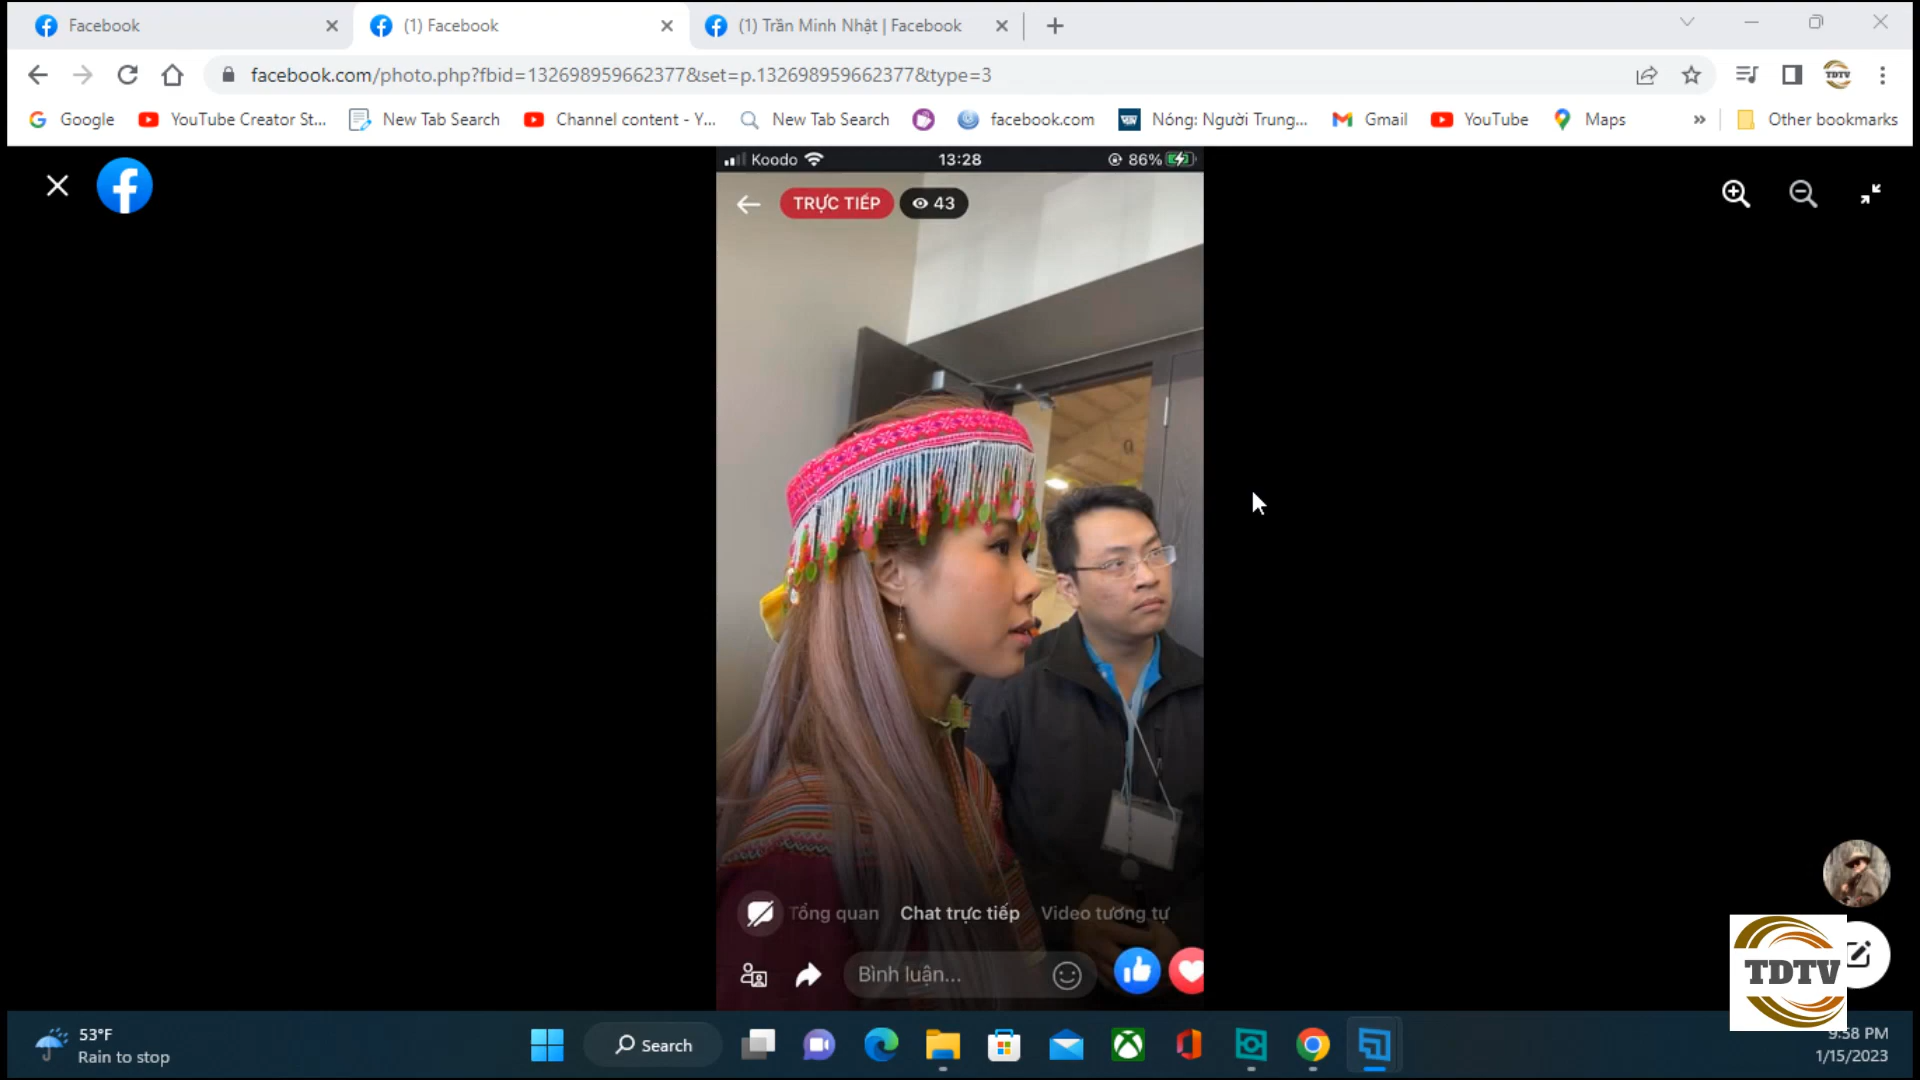 Facebook
(1) Facebook
(1) Trần Minh Nhật | Facebook
facebook.com/photo.php?fbid=132698959662377&set=p.132698959662377&type=3
TDTV
Google
YouTube Creator St...
New Tab Search
Channel content - Y...
New Tab Search
facebook.com
Nóng: Người Trung...
Gmail
YouTube
Maps
»
Other bookmarks
Koodo
13:28
86%
TRỰC TIẾP
43
Tổng quan
Chat trực tiếp
Video tương tự
Bình luận...
TDTV
53°F
Rain to stop
Search
9:58 PM
1/15/2023